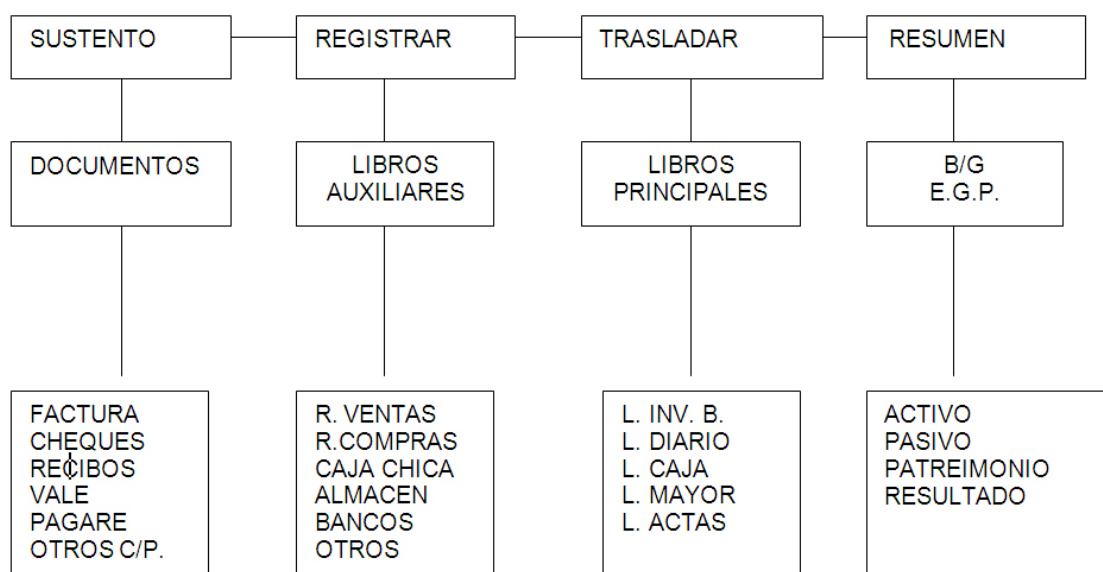 SUSTENTO
REGISTRAR
TRASLADAR
RESUMEN
DOCUMENTOS
LIBROS
AUXILIARES
LIBROS
PRINCIPALES
B/G
E.G.P.
FACTURA
CHEQUES
RECIBOS
VALE
PAGARE
OTROS C/P.
R. VENTAS
R.COMPRAS
CAJA CHICA
ALMACEN
BANCOS
OTROS
L. INV. B.
L. DIARIO
L. CAJA
L. MAYOR
L. ACTAS
ACTIVO
PASIVO
PATREIMONIO
RESULTADO